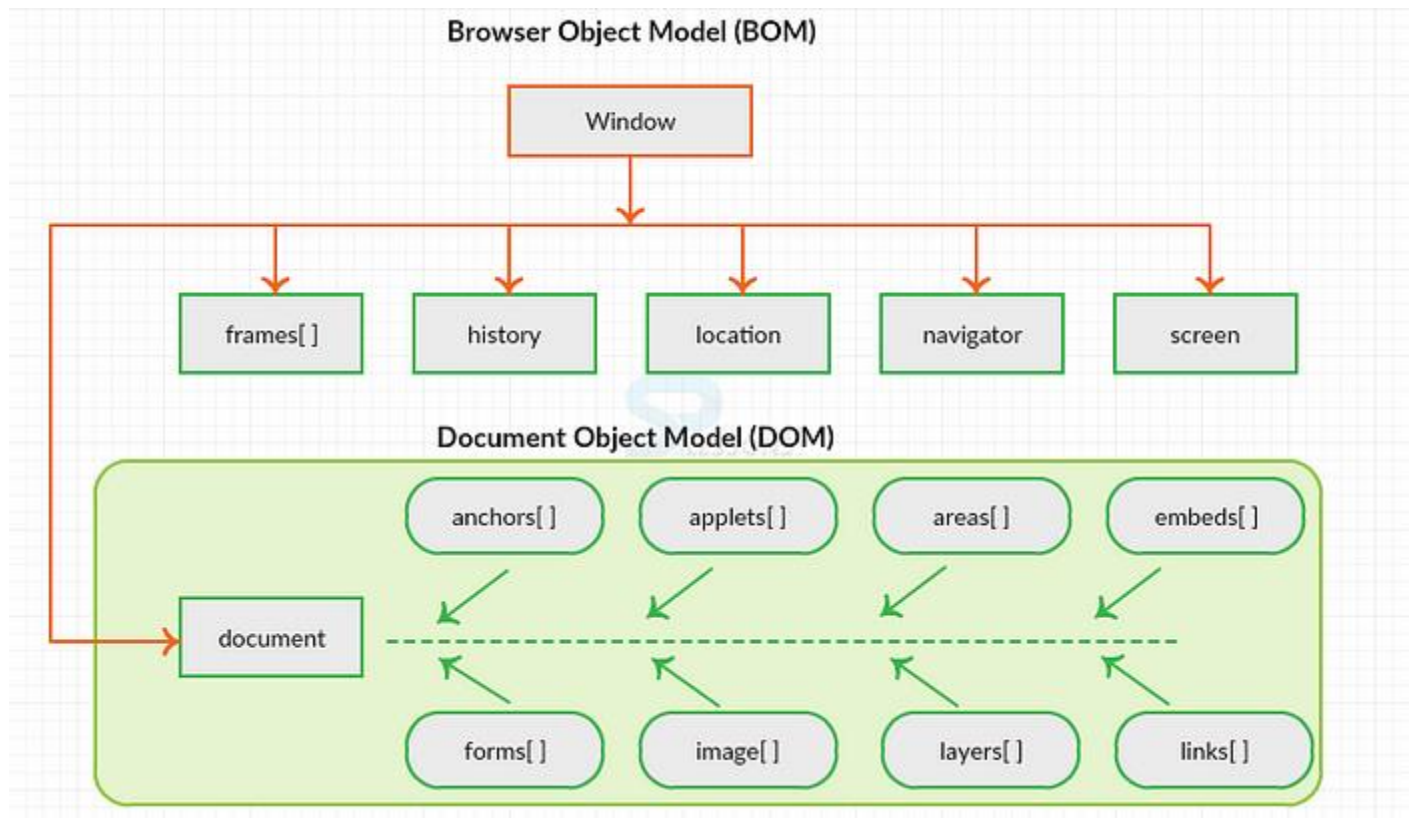 Browser Object Model (BOM)
Window
frames[ ]
history
location
navigator
screen
Document Object Model (DOM)
anchors[ ]
applets[ ]
areas[ ]
embeds[ ]
document
forms[ ]
image[ ]
layers[ ]
links[ ]